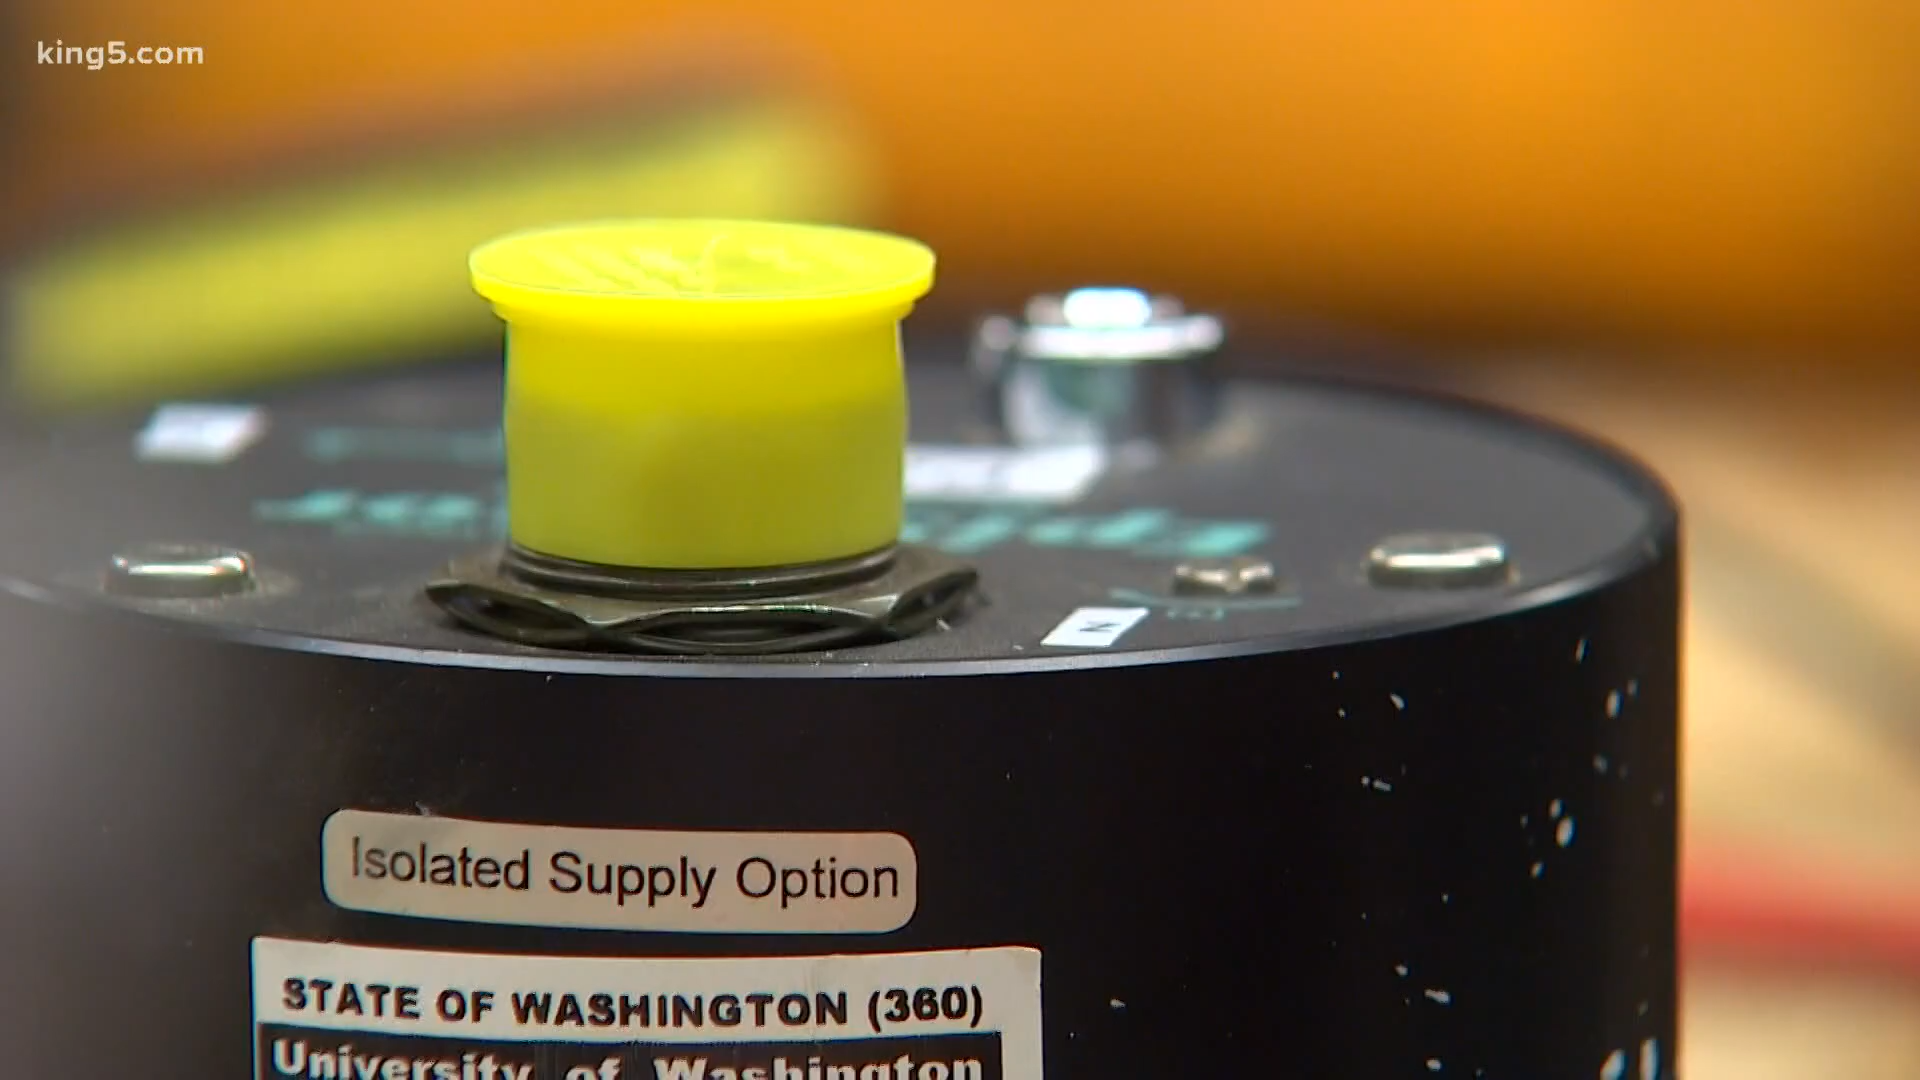 king5.com
N
Isolated Supply Option
STATE OF WASHINGTON (360)
University of Washington